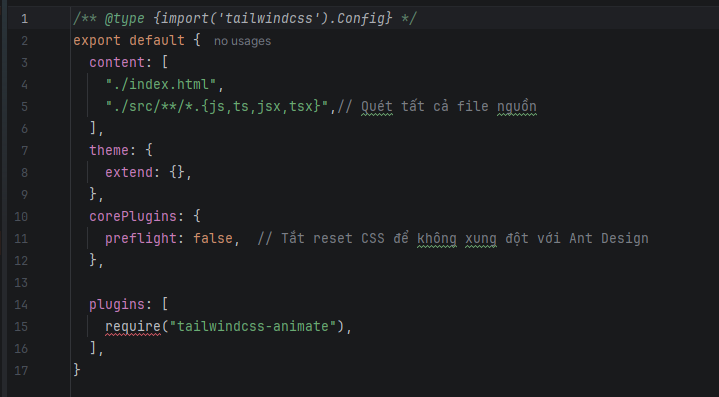 1 /** @type {import('tailwindcss').Config} */
2 export default { no usages
3   content: [
4     "./index.html",
5     "./src/**/*.{js,ts,jsx,tsx}",// Quét tất cả file nguồn
6   ],
7   theme: {
8     extend: {},
9   },
10   corePlugins: {
11     preflight: false,  // Tắt reset CSS để không xung đột với Ant Design
12   },
13
14   plugins: [
15     require("tailwindcss-animate"),
16   ],
17 }